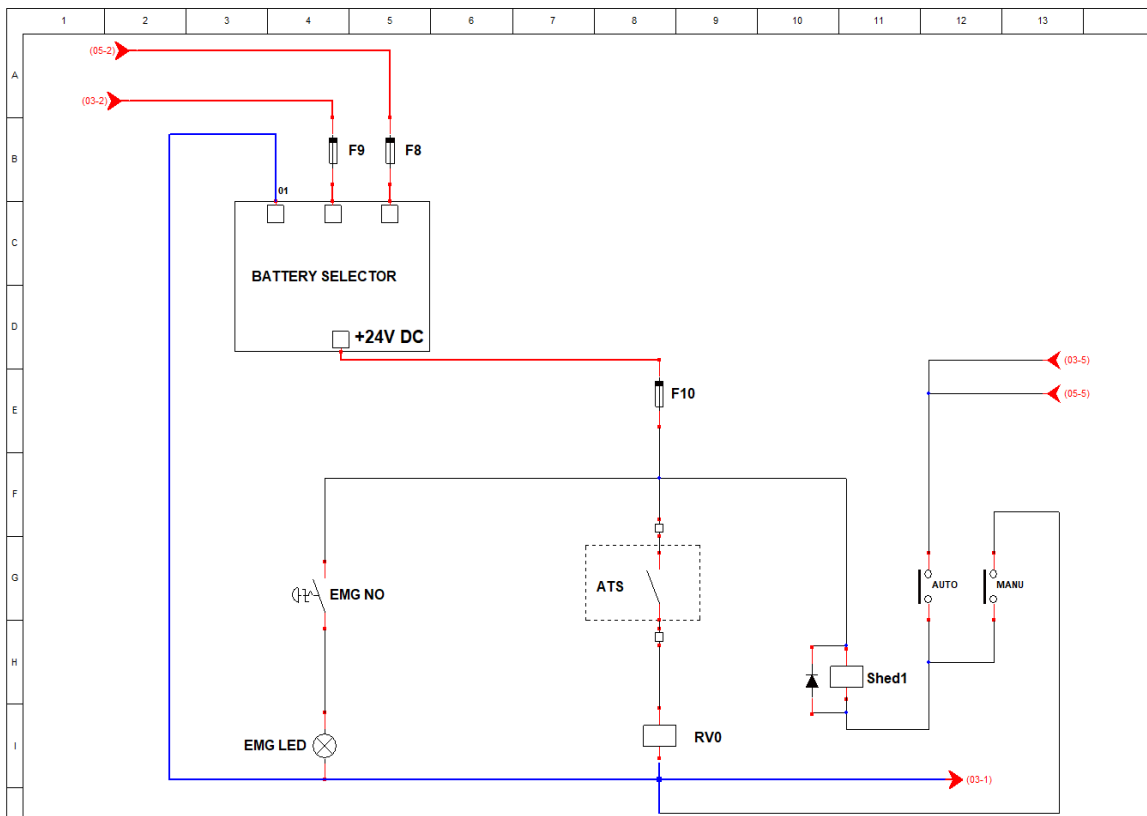 1 2 3 4 5 6 7 8 9 10 11 12 13
A
(05-2)
(03-2)
B
F9 F8
01
C
BATTERY SELECTOR
D
+24V DC
(03-5)
E
F10
(05-5)
F
G
EMG NO
ATS
AUTO
MANU
H
Shed1
I
EMG LED
RV0
(03-1)